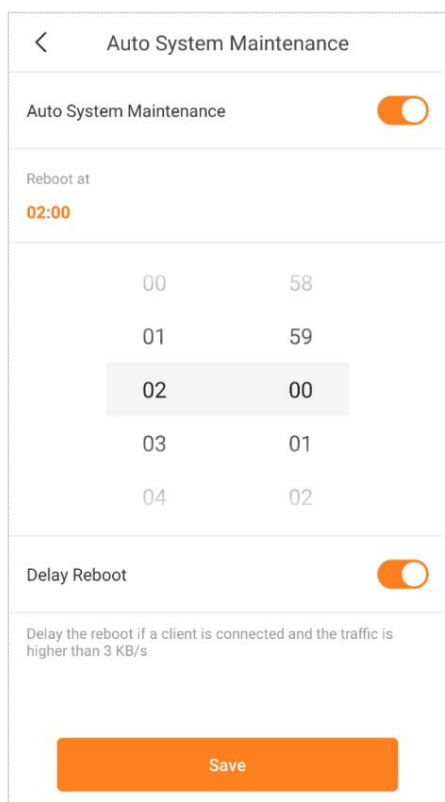 Auto System Maintenance
Auto System Maintenance
Reboot at
02:00
00 58
01 59
02 00
03 01
04 02
Delay Reboot
Delay the reboot if a client is connected and the traffic is
higher than 3 KB/s
Save